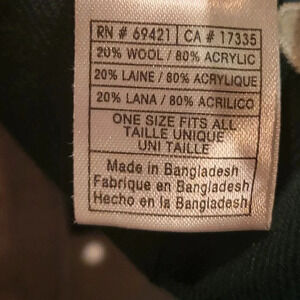 RN # 69421 CA # 17335
20% WOOL / 80% ACRYLIC
20% LAINE / 80% ACRYLIQUE
20% LANA / 80% ACRILICO
ONE SIZE FITS ALL
TAILLE UNIQUE
UNI TAILLE
Made in Bangladesh
Fabrique en Bangladesh
Hecho en la Bangladesh